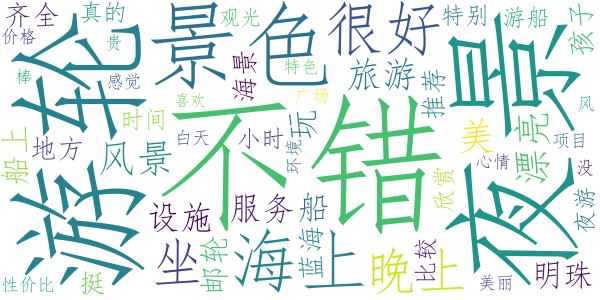 齐全
真的
景色
很好
观光
特别
游船
孩子
价格
贵
棒
感觉
海景
旅游
特色
推荐
夜景
风
游轮
船上
时间
喜欢
广场
不错
地方
风景
白天
小时
玩
环境
美
漂亮
项目
心情
没
设施
服务
船
欣赏
夜游
坐
邮轮
海上
蓝海
晚上
比较
性价比
挺
美丽
明珠